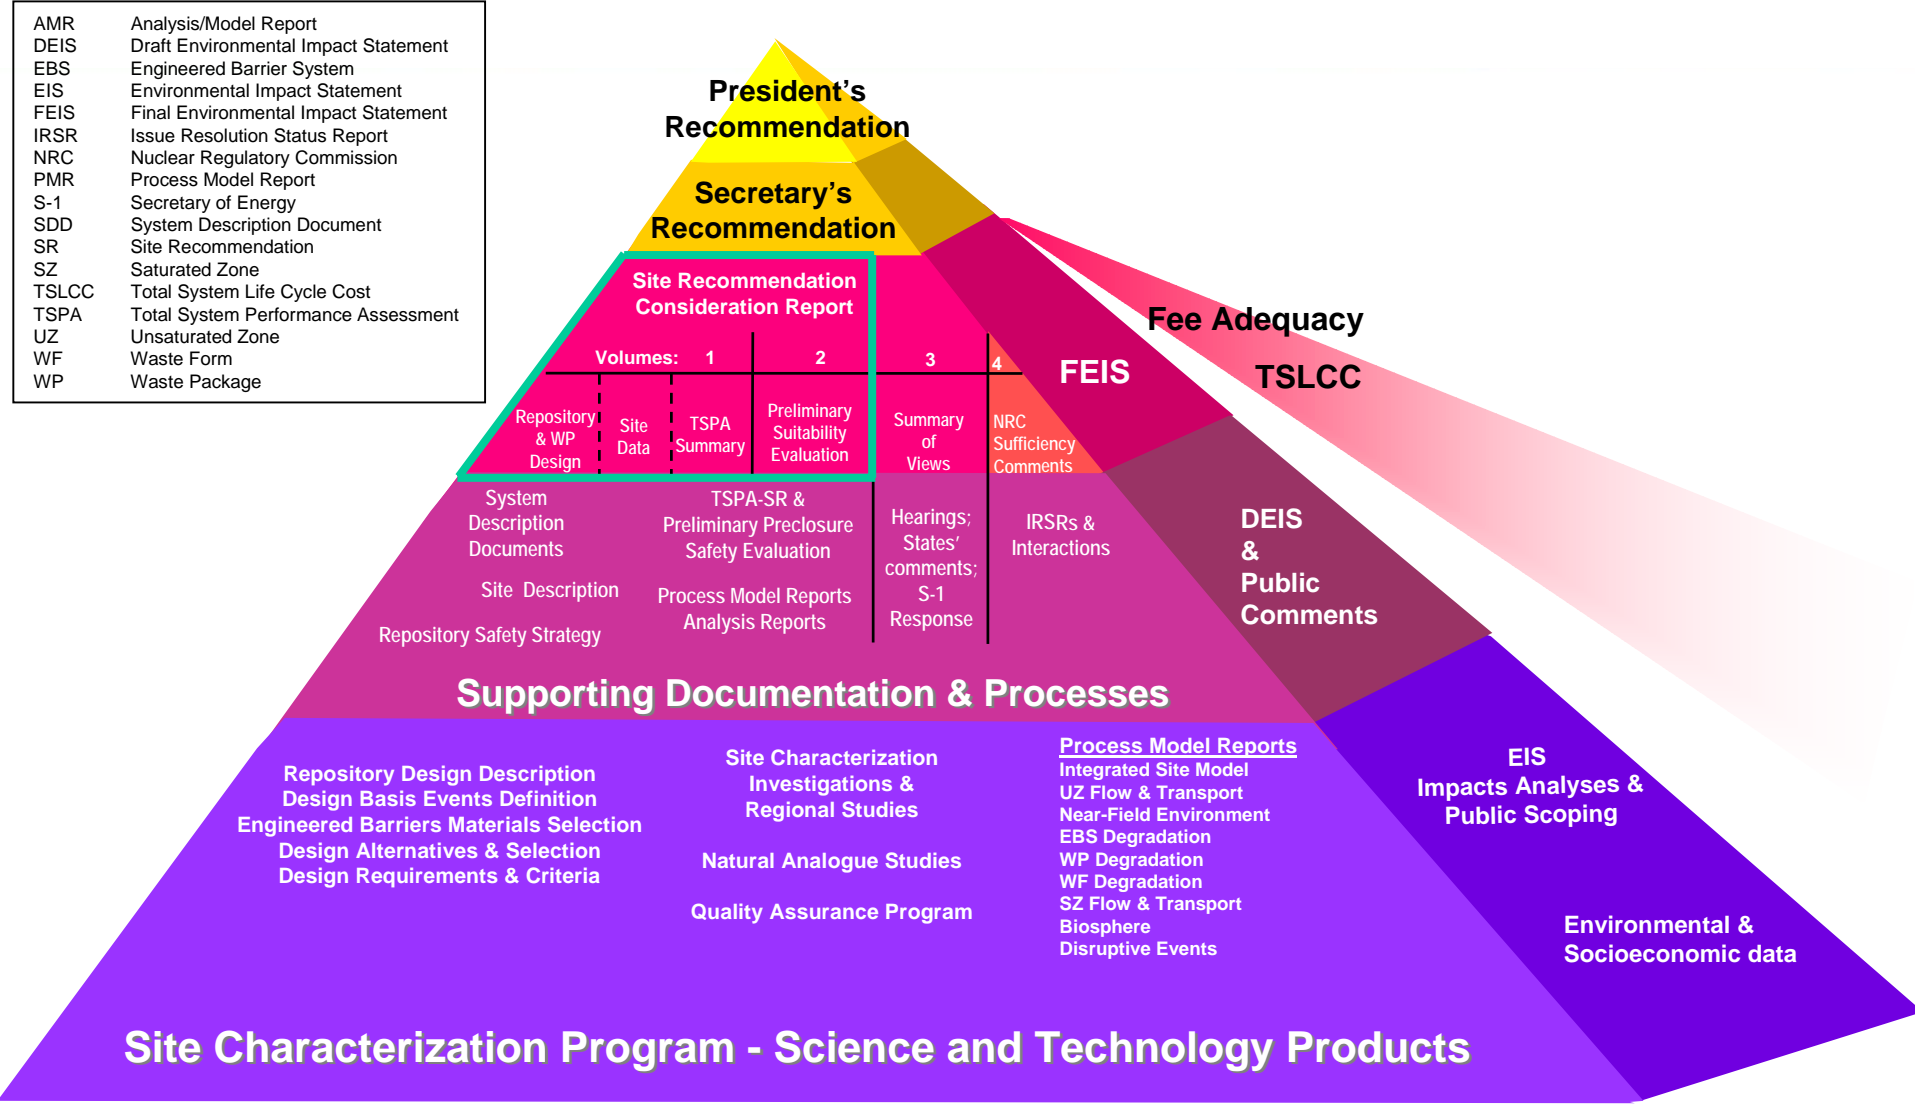 AMR Analysis/Model Report
DEIS Draft Environmental Impact Statement
EBS Engineered Barrier System
EIS Environmental Impact Statement
FEIS Final Environmental Impact Statement
IRSR Issue Resolution Status Report
NRC Nuclear Regulatory Commission
PMR Process Model Report
S-1 Secretary of Energy
SDD System Description Document
SR Site Recommendation
SZ Saturated Zone
TSLCC Total System Life Cycle Cost
TSPA Total System Performance Assessment
UZ Unsaturated Zone
WF Waste Form
WP Waste Package
President’s
Recommendation
Secretary’s
Recommendation
Site Recommendation
Consideration Report
Volumes: 1 2 3 4
Repository
& WP
Design
Site
Data
TSPA
Summary
Preliminary
Suitability
Evaluation
Summary
of
Views
NRC
Sufficiency
Comments
FEIS
Fee Adequacy
TSLCC
System
Description
Documents
Site Description
Repository Safety Strategy
TSPA-SR &
Preliminary Preclosure
Safety Evaluation
Process Model Reports
Analysis Reports
Hearings;
States’
comments;
S-1
Response
IRSRs &
Interactions
DEIS
&
Public
Comments
Supporting Documentation & Processes
Repository Design Description
Design Basis Events Definition
Engineered Barriers Materials Selection
Design Alternatives & Selection
Design Requirements & Criteria
Site Characterization
Investigations &
Regional Studies
Natural Analogue Studies
Quality Assurance Program
Process Model Reports
Integrated Site Model
UZ Flow & Transport
Near-Field Environment
EBS Degradation
WP Degradation
WF Degradation
SZ Flow & Transport
Biosphere
Disruptive Events
EIS
Impacts Analyses &
Public Scoping
Environmental &
Socioeconomic data
Site Characterization Program - Science and Technology Products